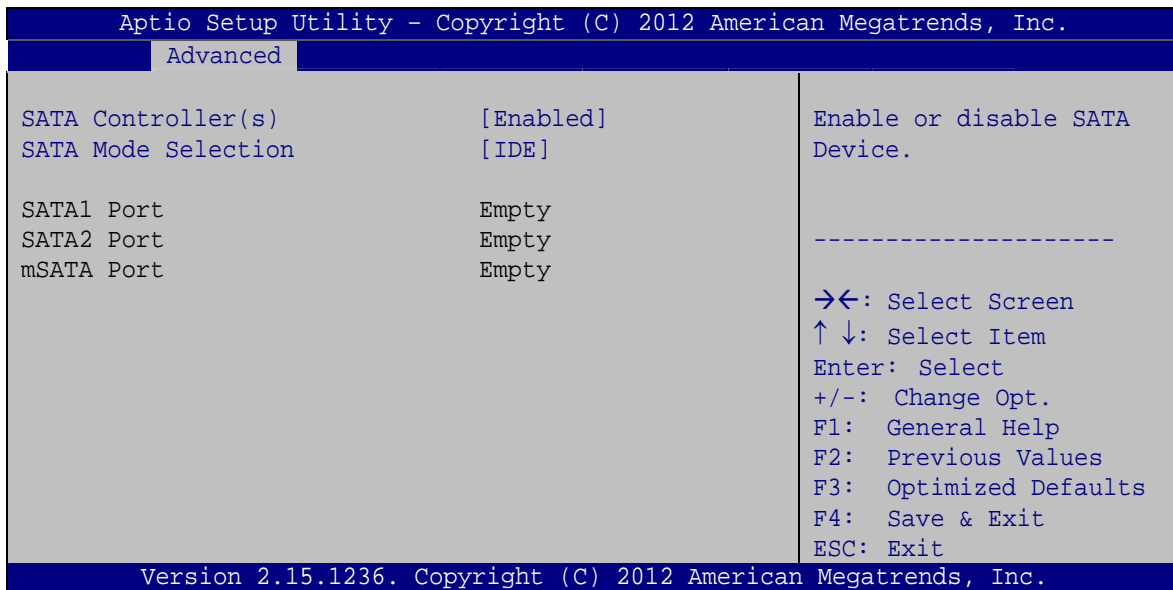 Aptio Setup Utility – Copyright (C) 2012 American Megatrends, Inc.
Advanced
SATA Controller(s) [Enabled]
SATA Mode Selection [IDE]
SATA1 Port Empty
SATA2 Port Empty
mSATA Port Empty
Enable or disable SATA
Device.
---------------------
→←: Select Screen
↑ ↓: Select Item
Enter: Select
+/-: Change Opt.
F1: General Help
F2: Previous Values
F3: Optimized Defaults
F4: Save & Exit
ESC: Exit
Version 2.15.1236. Copyright (C) 2012 American Megatrends, Inc.